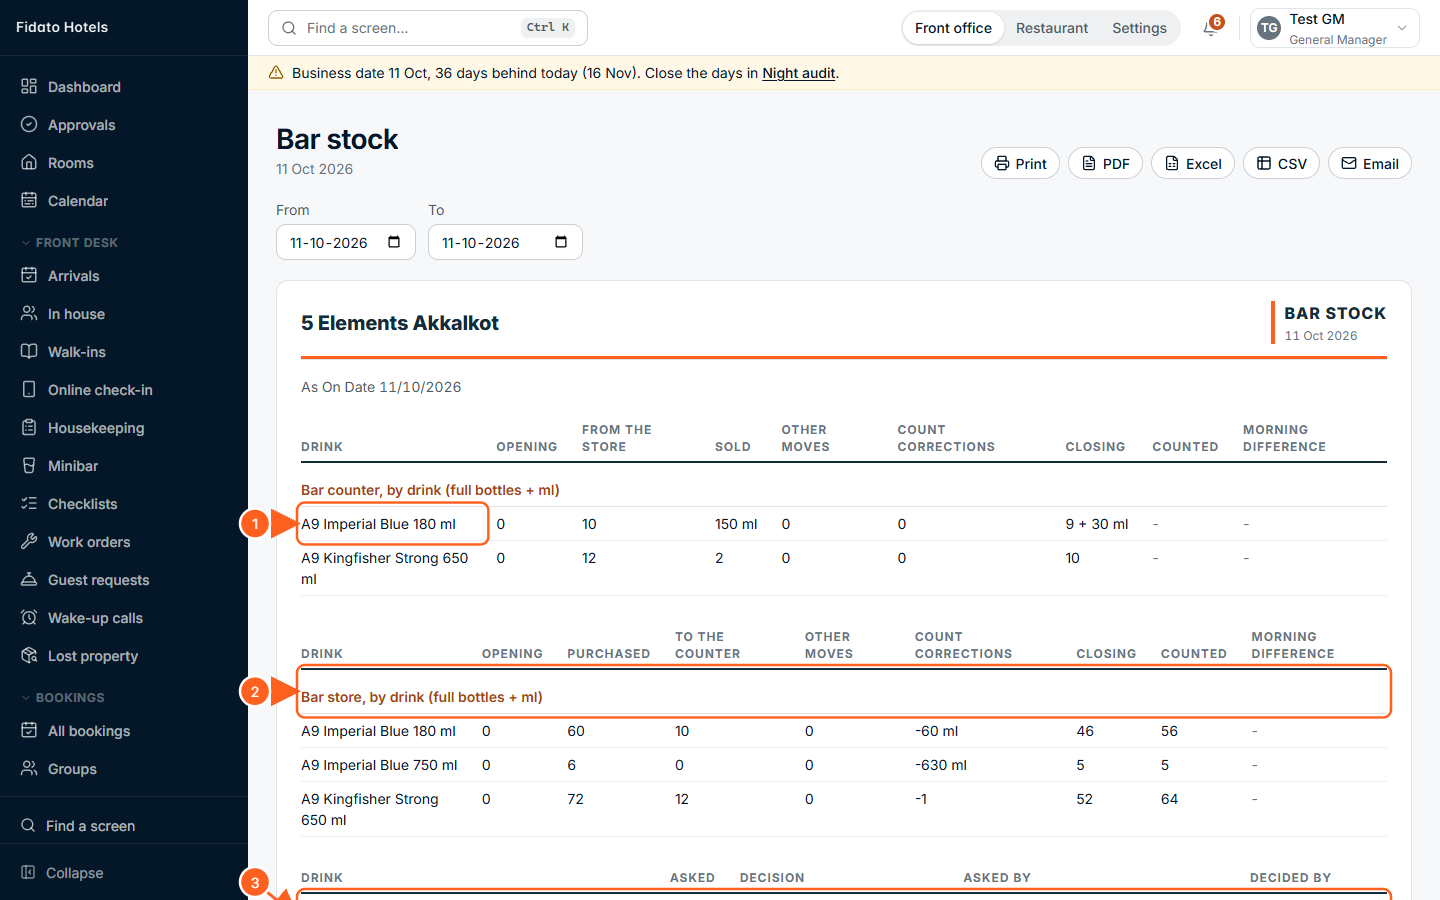 Fidato Hotels
Find a screen... Ctrl K
Front office Restaurant Settings
6
TG Test GM
General Manager
Business date 11 Oct, 36 days behind today (16 Nov). Close the days in Night audit.
Dashboard
Approvals
Rooms
Calendar
FRONT DESK
Arrivals
In house
Walk-ins
Online check-in
Housekeeping
Minibar
Checklists
Work orders
Guest requests
Wake-up calls
Lost property
BOOKINGS
All bookings
Groups
Find a screen
Collapse
Bar stock
11 Oct 2026
Print PDF Excel CSV Email
From To
11-10-2026 11-10-2026
5 Elements Akkalkot
BAR STOCK
11 Oct 2026
As On Date 11/10/2026
DRINK OPENING FROM THE STORE SOLD OTHER MOVES COUNT CORRECTIONS CLOSING COUNTED MORNING DIFFERENCE
Bar counter, by drink (full bottles + ml)
1 A9 Imperial Blue 180 ml 0 10 150 ml 0 0 9 + 30 ml - -
A9 Kingfisher Strong 650 ml 0 12 2 0 0 10 - -
DRINK OPENING PURCHASED TO THE COUNTER OTHER MOVES COUNT CORRECTIONS CLOSING COUNTED MORNING DIFFERENCE
2 Bar store, by drink (full bottles + ml)
A9 Imperial Blue 180 ml 0 60 10 0 -60 ml 46 56 -
A9 Imperial Blue 750 ml 0 6 0 0 -630 ml 5 5 -
A9 Kingfisher Strong 650 ml 0 72 12 0 -1 52 64 -
DRINK ASKED DECISION ASKED BY DECIDED BY
3